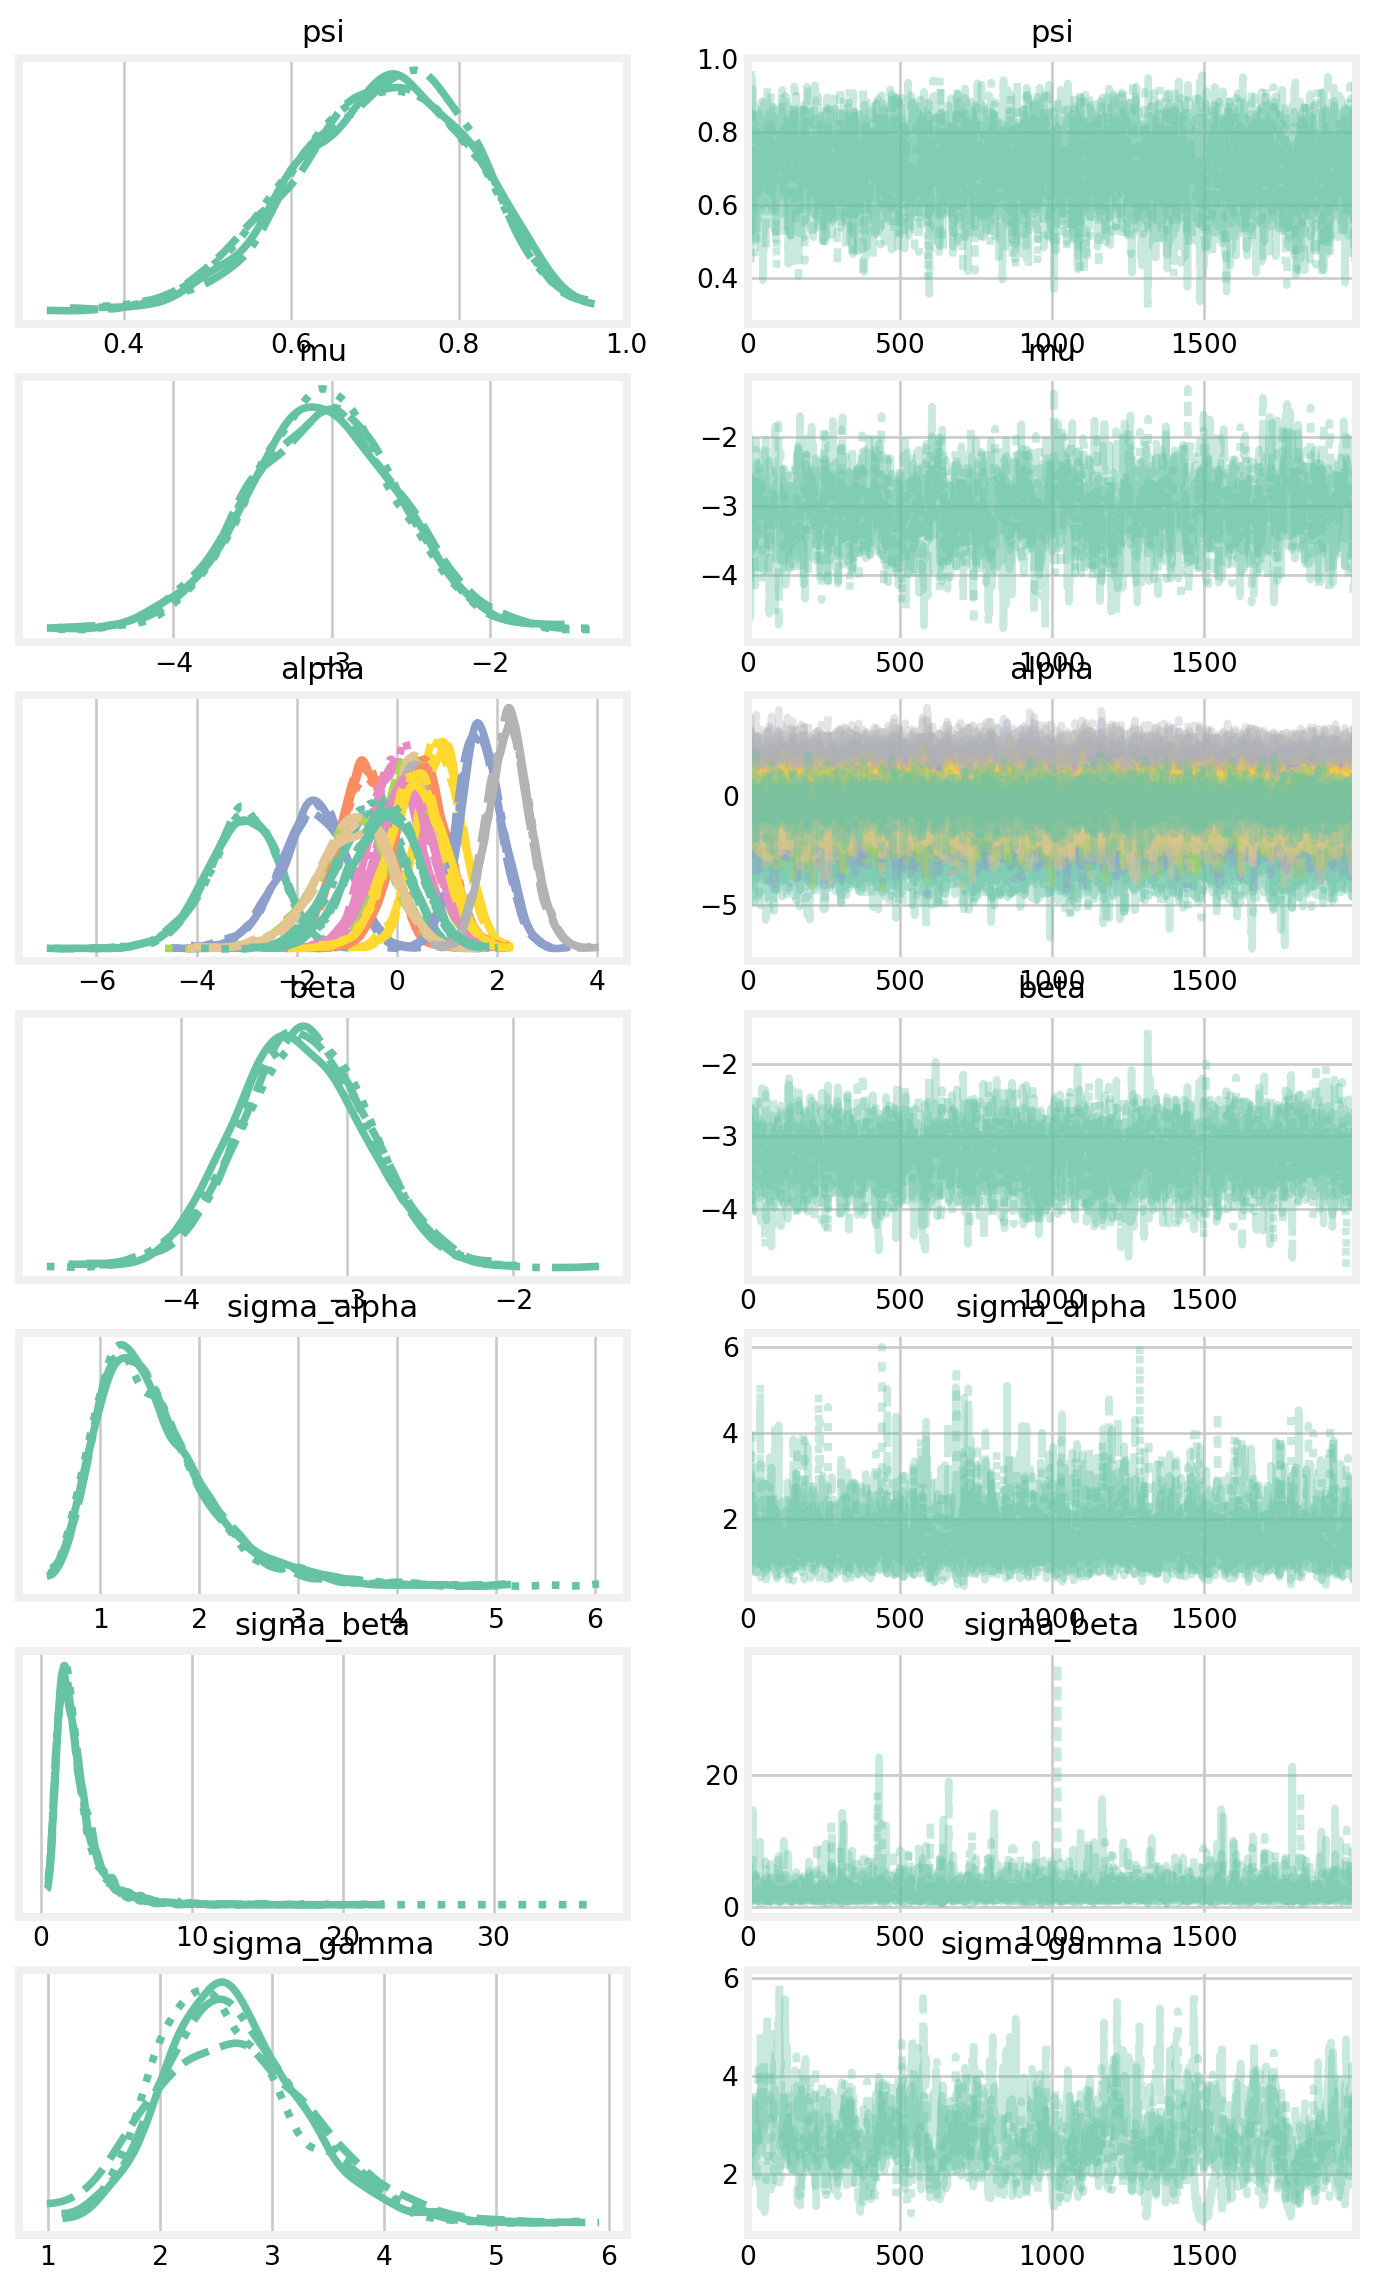 psi psi
1.0
0.8
0.6
0.4
0.4 0.6 0.8 1.0 0 500 1000 1500
mu mu
−2
−3
−4
−4 −3 −2 0 500 1000 1500
alpha alpha
0
−5
−6 −4 −2 0 2 4 0 500 1000 1500
beta beta
−2
−3
−4
−4 −3 −2 0 500 1000 1500
sigma_alpha sigma_alpha
6
4
2
1 2 3 4 5 6 0 500 1000 1500
sigma_beta sigma_beta
20
0
0 10 20 30 0 500 1000 1500
sigma_gamma sigma_gamma
6
4
2
1 2 3 4 5 6 0 500 1000 1500